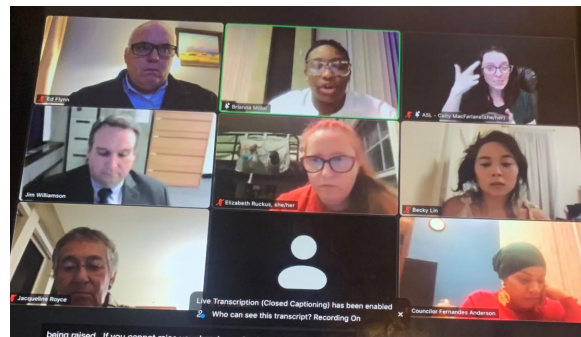 Ed Flynn
Brianna Millor
ASL - Cally MacFarlane(she/her)
Jim Williamson
Elizabeth Ruckus, she/her
Becky Lin
Jacqueline Royce
Live Transcription (Closed Captioning) has been enabled
Who can see this transcript? Recording On
Councilor Fernandes Anderson
being raised. If you cannot raise